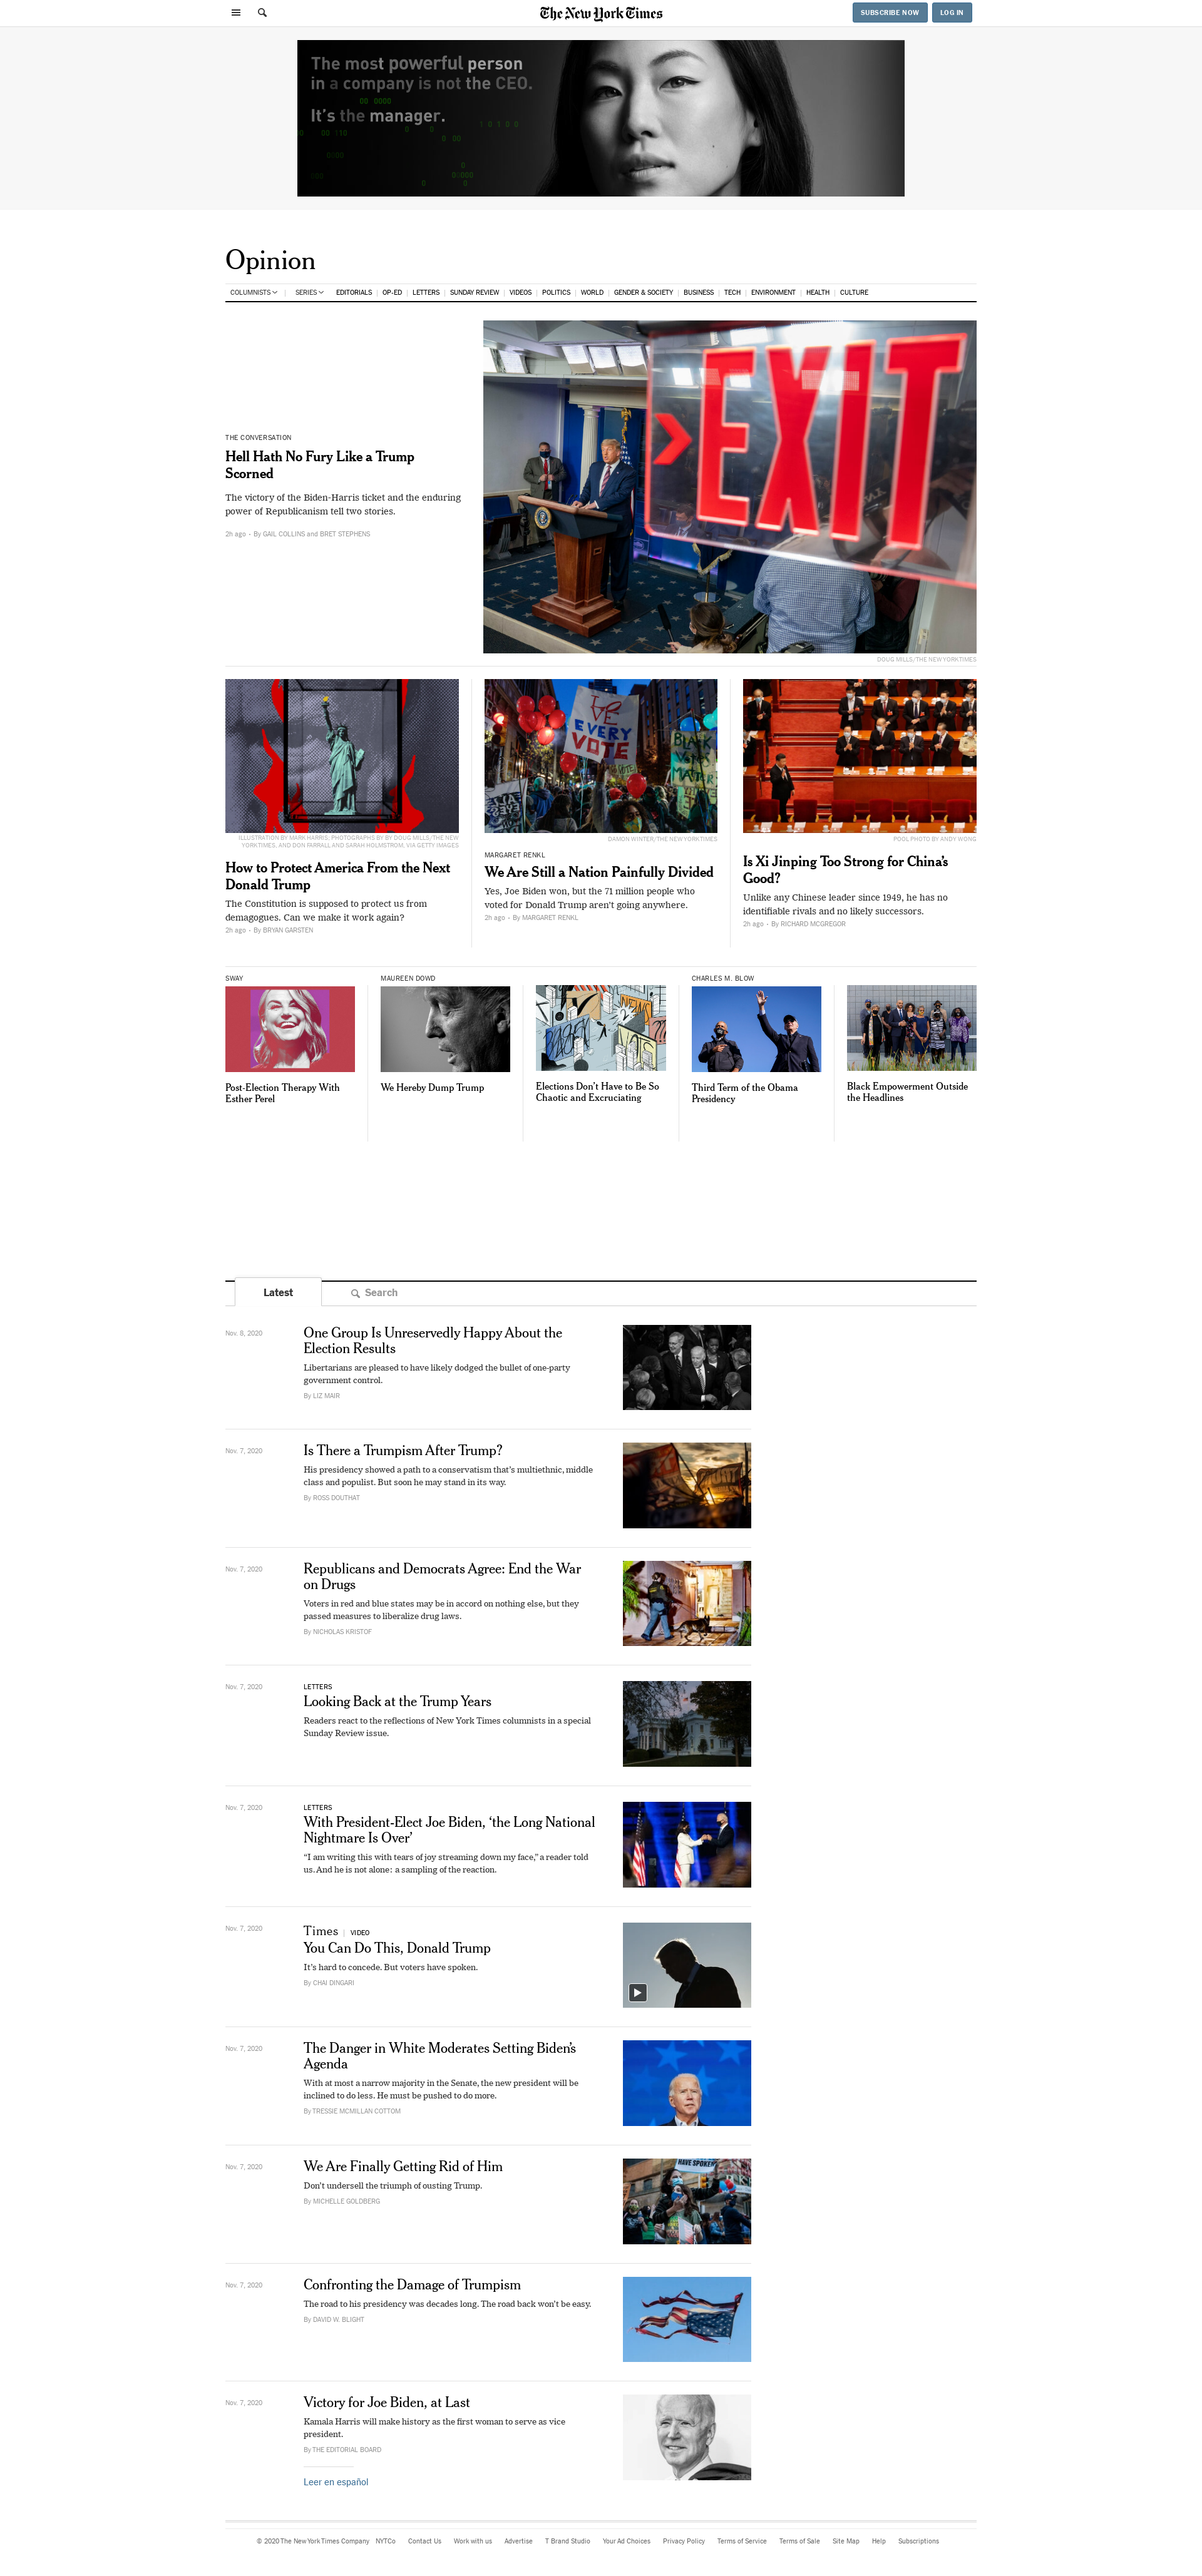 The New York Times
SUBSCRIBE NOW
LOG IN
The most powerful person
in a company is not the CEO.
It's the manager.
Opinion
COLUMNISTS
SERIES
EDITORIALS
OP-ED
LETTERS
SUNDAY REVIEW
VIDEOS
POLITICS
WORLD
GENDER & SOCIETY
BUSINESS
TECH
ENVIRONMENT
HEALTH
CULTURE
THE CONVERSATION
Hell Hath No Fury Like a Trump
Scorned
The victory of the Biden-Harris ticket and the enduring
power of Republicanism tell two stories.
2h ago · By GAIL COLLINS and BRET STEPHENS
EXIT
DOUG MILLS/THE NEW YORK TIMES
ILLUSTRATION BY MARK HARRIS; PHOTOGRAPHS BY BY DOUG MILLS/THE NEW
YORK TIMES, AND DON FARRALL AND SARAH HOLMSTROM, VIA GETTY IMAGES
How to Protect America From the Next
Donald Trump
The Constitution is supposed to protect us from
demagogues. Can we make it work again?
2h ago · By BRYAN GARSTEN
EVERY
VOTE
BLACK
VOTES
MATTER
DAMON WINTER/THE NEW YORK TIMES
MARGARET RENKL
We Are Still a Nation Painfully Divided
Yes, Joe Biden won, but the 71 million people who
voted for Donald Trump aren't going anywhere.
2h ago · By MARGARET RENKL
POOL PHOTO BY ANDY WONG
Is Xi Jinping Too Strong for China's
Good?
Unlike any Chinese leader since 1949, he has no
identifiable rivals and no likely successors.
2h ago · By RICHARD MCGREGOR
SWAY
Post-Election Therapy With
Esther Perel
MAUREEN DOWD
We Hereby Dump Trump
NEWS
VOTE
Elections Don't Have to Be So
Chaotic and Excruciating
CHARLES M. BLOW
Third Term of the Obama
Presidency
Black Empowerment Outside
the Headlines
Latest
Search
Nov. 8, 2020
One Group Is Unreservedly Happy About the
Election Results
Libertarians are pleased to have likely dodged the bullet of one-party
government control.
By LIZ MAIR
Nov. 7, 2020
Is There a Trumpism After Trump?
His presidency showed a path to a conservatism that's multiethnic, middle
class and populist. But soon he may stand in its way.
By ROSS DOUTHAT
Nov. 7, 2020
Republicans and Democrats Agree: End the War
on Drugs
Voters in red and blue states may be in accord on nothing else, but they
passed measures to liberalize drug laws.
By NICHOLAS KRISTOF
Nov. 7, 2020
LETTERS
Looking Back at the Trump Years
Readers react to the reflections of New York Times columnists in a special
Sunday Review issue.
Nov. 7, 2020
LETTERS
With President-Elect Joe Biden, 'the Long National
Nightmare Is Over'
"I am writing this with tears of joy streaming down my face," a reader told
us. And he is not alone: a sampling of the reaction.
Nov. 7, 2020
Times | VIDEO
You Can Do This, Donald Trump
It's hard to concede. But voters have spoken.
By CHAI DINGARI
Nov. 7, 2020
The Danger in White Moderates Setting Biden's
Agenda
With at most a narrow majority in the Senate, the new president will be
inclined to do less. He must be pushed to do more.
By TRESSIE MCMILLAN COTTOM
Nov. 7, 2020
We Are Finally Getting Rid of Him
Don't undersell the triumph of ousting Trump.
By MICHELLE GOLDBERG
HAVE SPOKEN
Nov. 7, 2020
Confronting the Damage of Trumpism
The road to his presidency was decades long. The road back won't be easy.
By DAVID W. BLIGHT
Nov. 7, 2020
Victory for Joe Biden, at Last
Kamala Harris will make history as the first woman to serve as vice
president.
By THE EDITORIAL BOARD
Leer en español
© 2020 The New York Times Company
NYTCo
Contact Us
Work with us
Advertise
T Brand Studio
Your Ad Choices
Privacy Policy
Terms of Service
Terms of Sale
Site Map
Help
Subscriptions